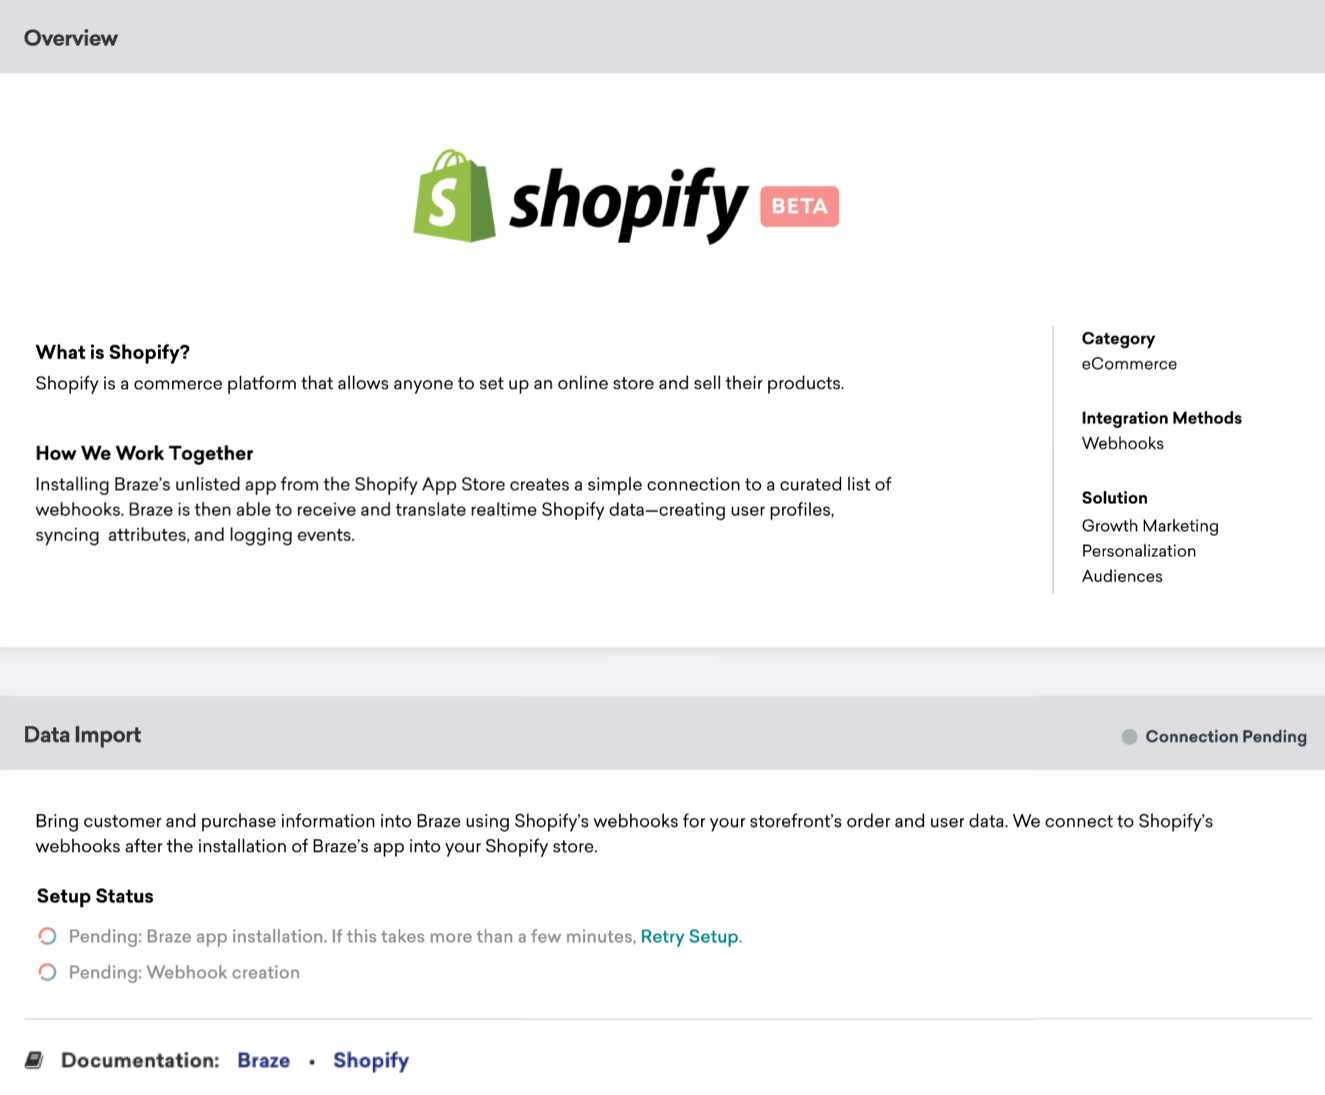 Overview
S shopify BETA
What is Shopify?
Shopify is a commerce platform that allows anyone to set up an online store and sell their products.
How We Work Together
Installing Braze's unlisted app from the Shopify App Store creates a simple connection to a curated list of
webhooks. Braze is then able to receive and translate realtime Shopify data—creating user profiles,
syncing attributes, and logging events.
Category
eCommerce
Integration Methods
Webhooks
Solution
Growth Marketing
Personalization
Audiences
Data Import
Connection Pending
Bring customer and purchase information into Braze using Shopify's webhooks for your storefront's order and user data. We connect to Shopify's
webhooks after the installation of Braze's app into your Shopify store.
Setup Status
Pending: Braze app installation. If this takes more than a few minutes, Retry Setup.
Pending: Webhook creation
Documentation: Braze • Shopify